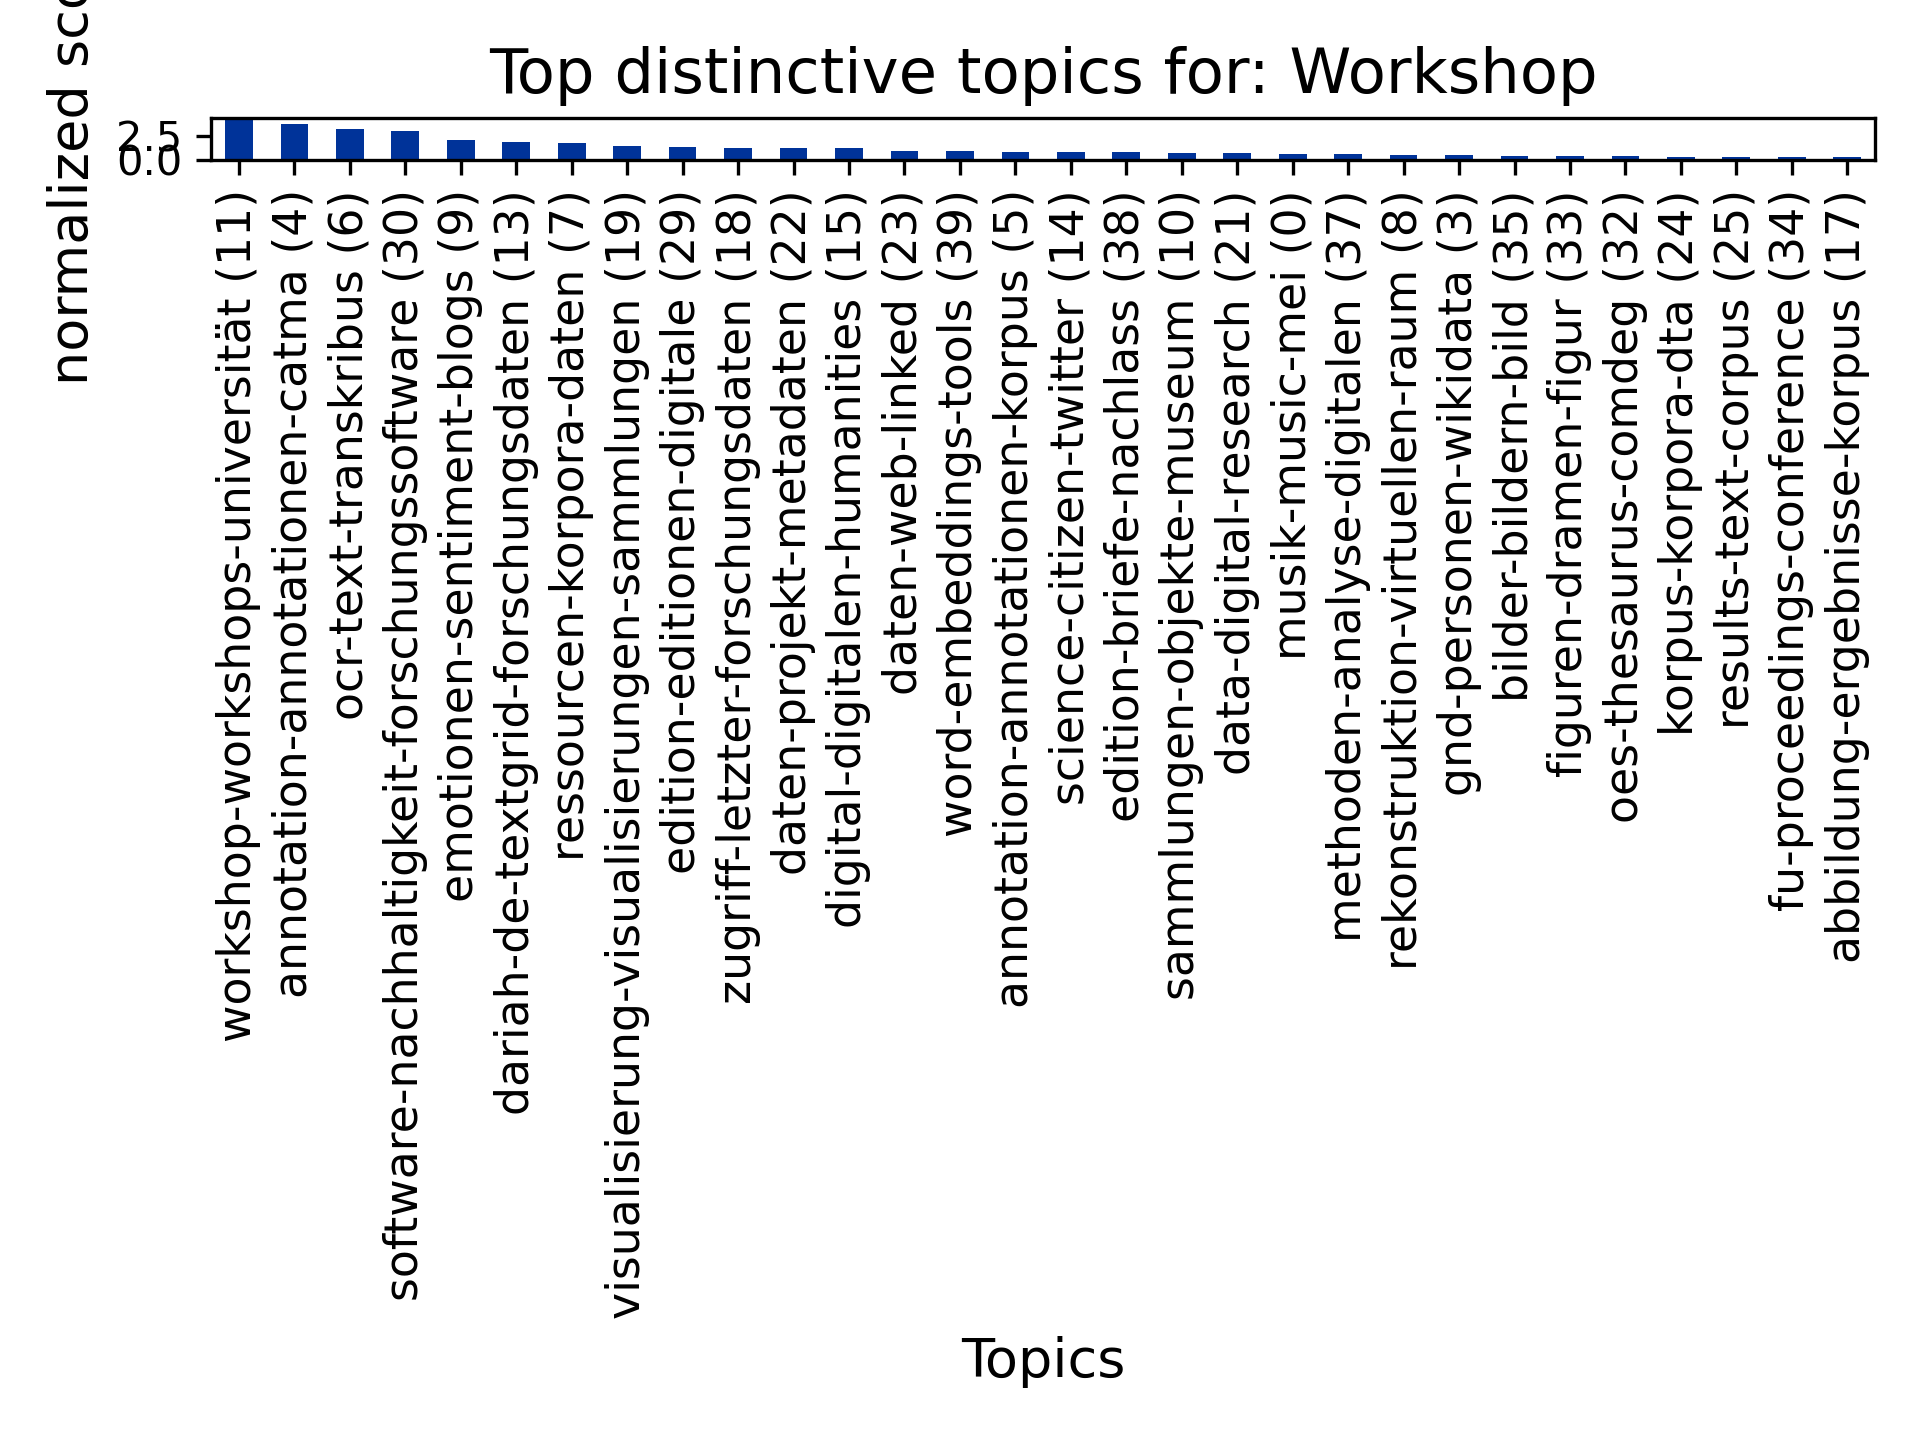 Top distinctive topics for: Workshop
normalized
2.5
0.0
workshop-workshops-universität (11)
annotation-annotationen-catma (4)
ocr-text-transkribus (6)
software-nachhaltigkeit-forschungssoftware (30)
emotionen-sentiment-blogs (9)
dariah-de-textgrid-forschungsdaten (13)
ressourcen-korpora-daten (7)
visualisierung-visualisierungen-sammlungen (19)
edition-editionen-digitale (29)
zugriff-letzter-forschungsdaten (18)
daten-projekt-metadaten (22)
digital-digitalen-humanities (15)
daten-web-linked (23)
word-embeddings-tools (39)
annotation-annotationen-korpus (5)
science-citizen-twitter (14)
edition-briefe-nachlass (38)
sammlungen-objekte-museum (10)
data-digital-research (21)
musik-music-mei (0)
methoden-analyse-digitalen (37)
rekonstruktion-virtuellen-raum (8)
gnd-personen-wikidata (3)
bilder-bildern-bild (35)
figuren-dramen-figur (33)
oes-thesaurus-comdeg (32)
korpus-korpora-dta (24)
results-text-corpus (25)
fu-proceedings-conference (34)
abbildung-ergebnisse-korpus (17)
Topics